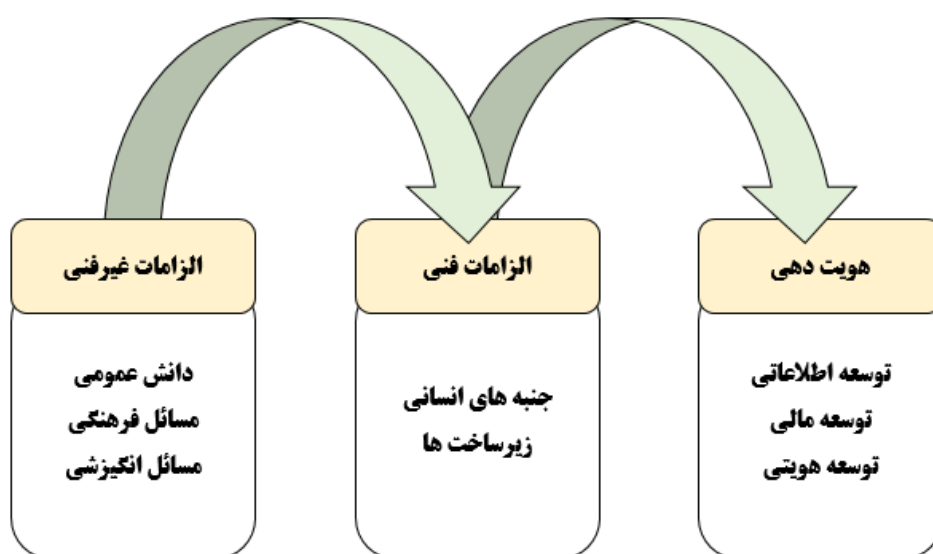 الزامات غیرفنی
دانش عمومی
مسائل فرهنگی
مسائل انگیزشی
الزامات فنی
جنبه های انسانی
زیرساخت ها
هویت دهی
توسعه اطلاعاتی
توسعه مالی
توسعه هویتی